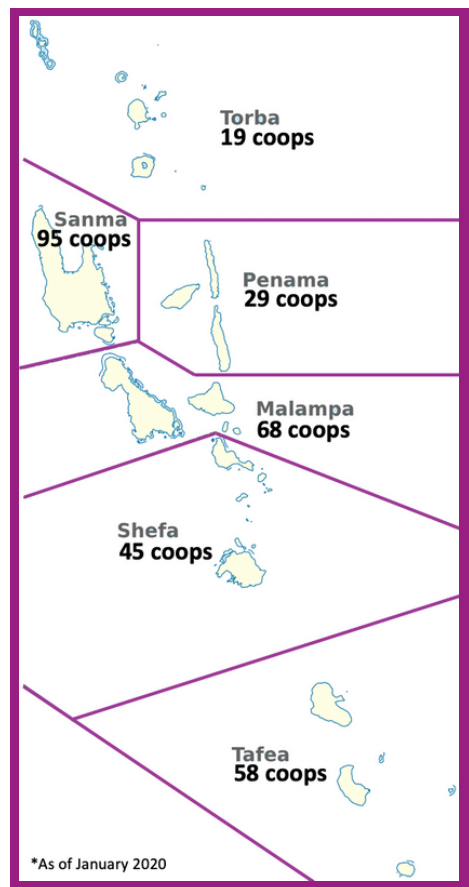 Torba
19 coops
Sanma
95 coops
Penama
29 coops
Malampa
68 coops
Shefa
45 coops
Tafea
58 coops
*As of January 2020